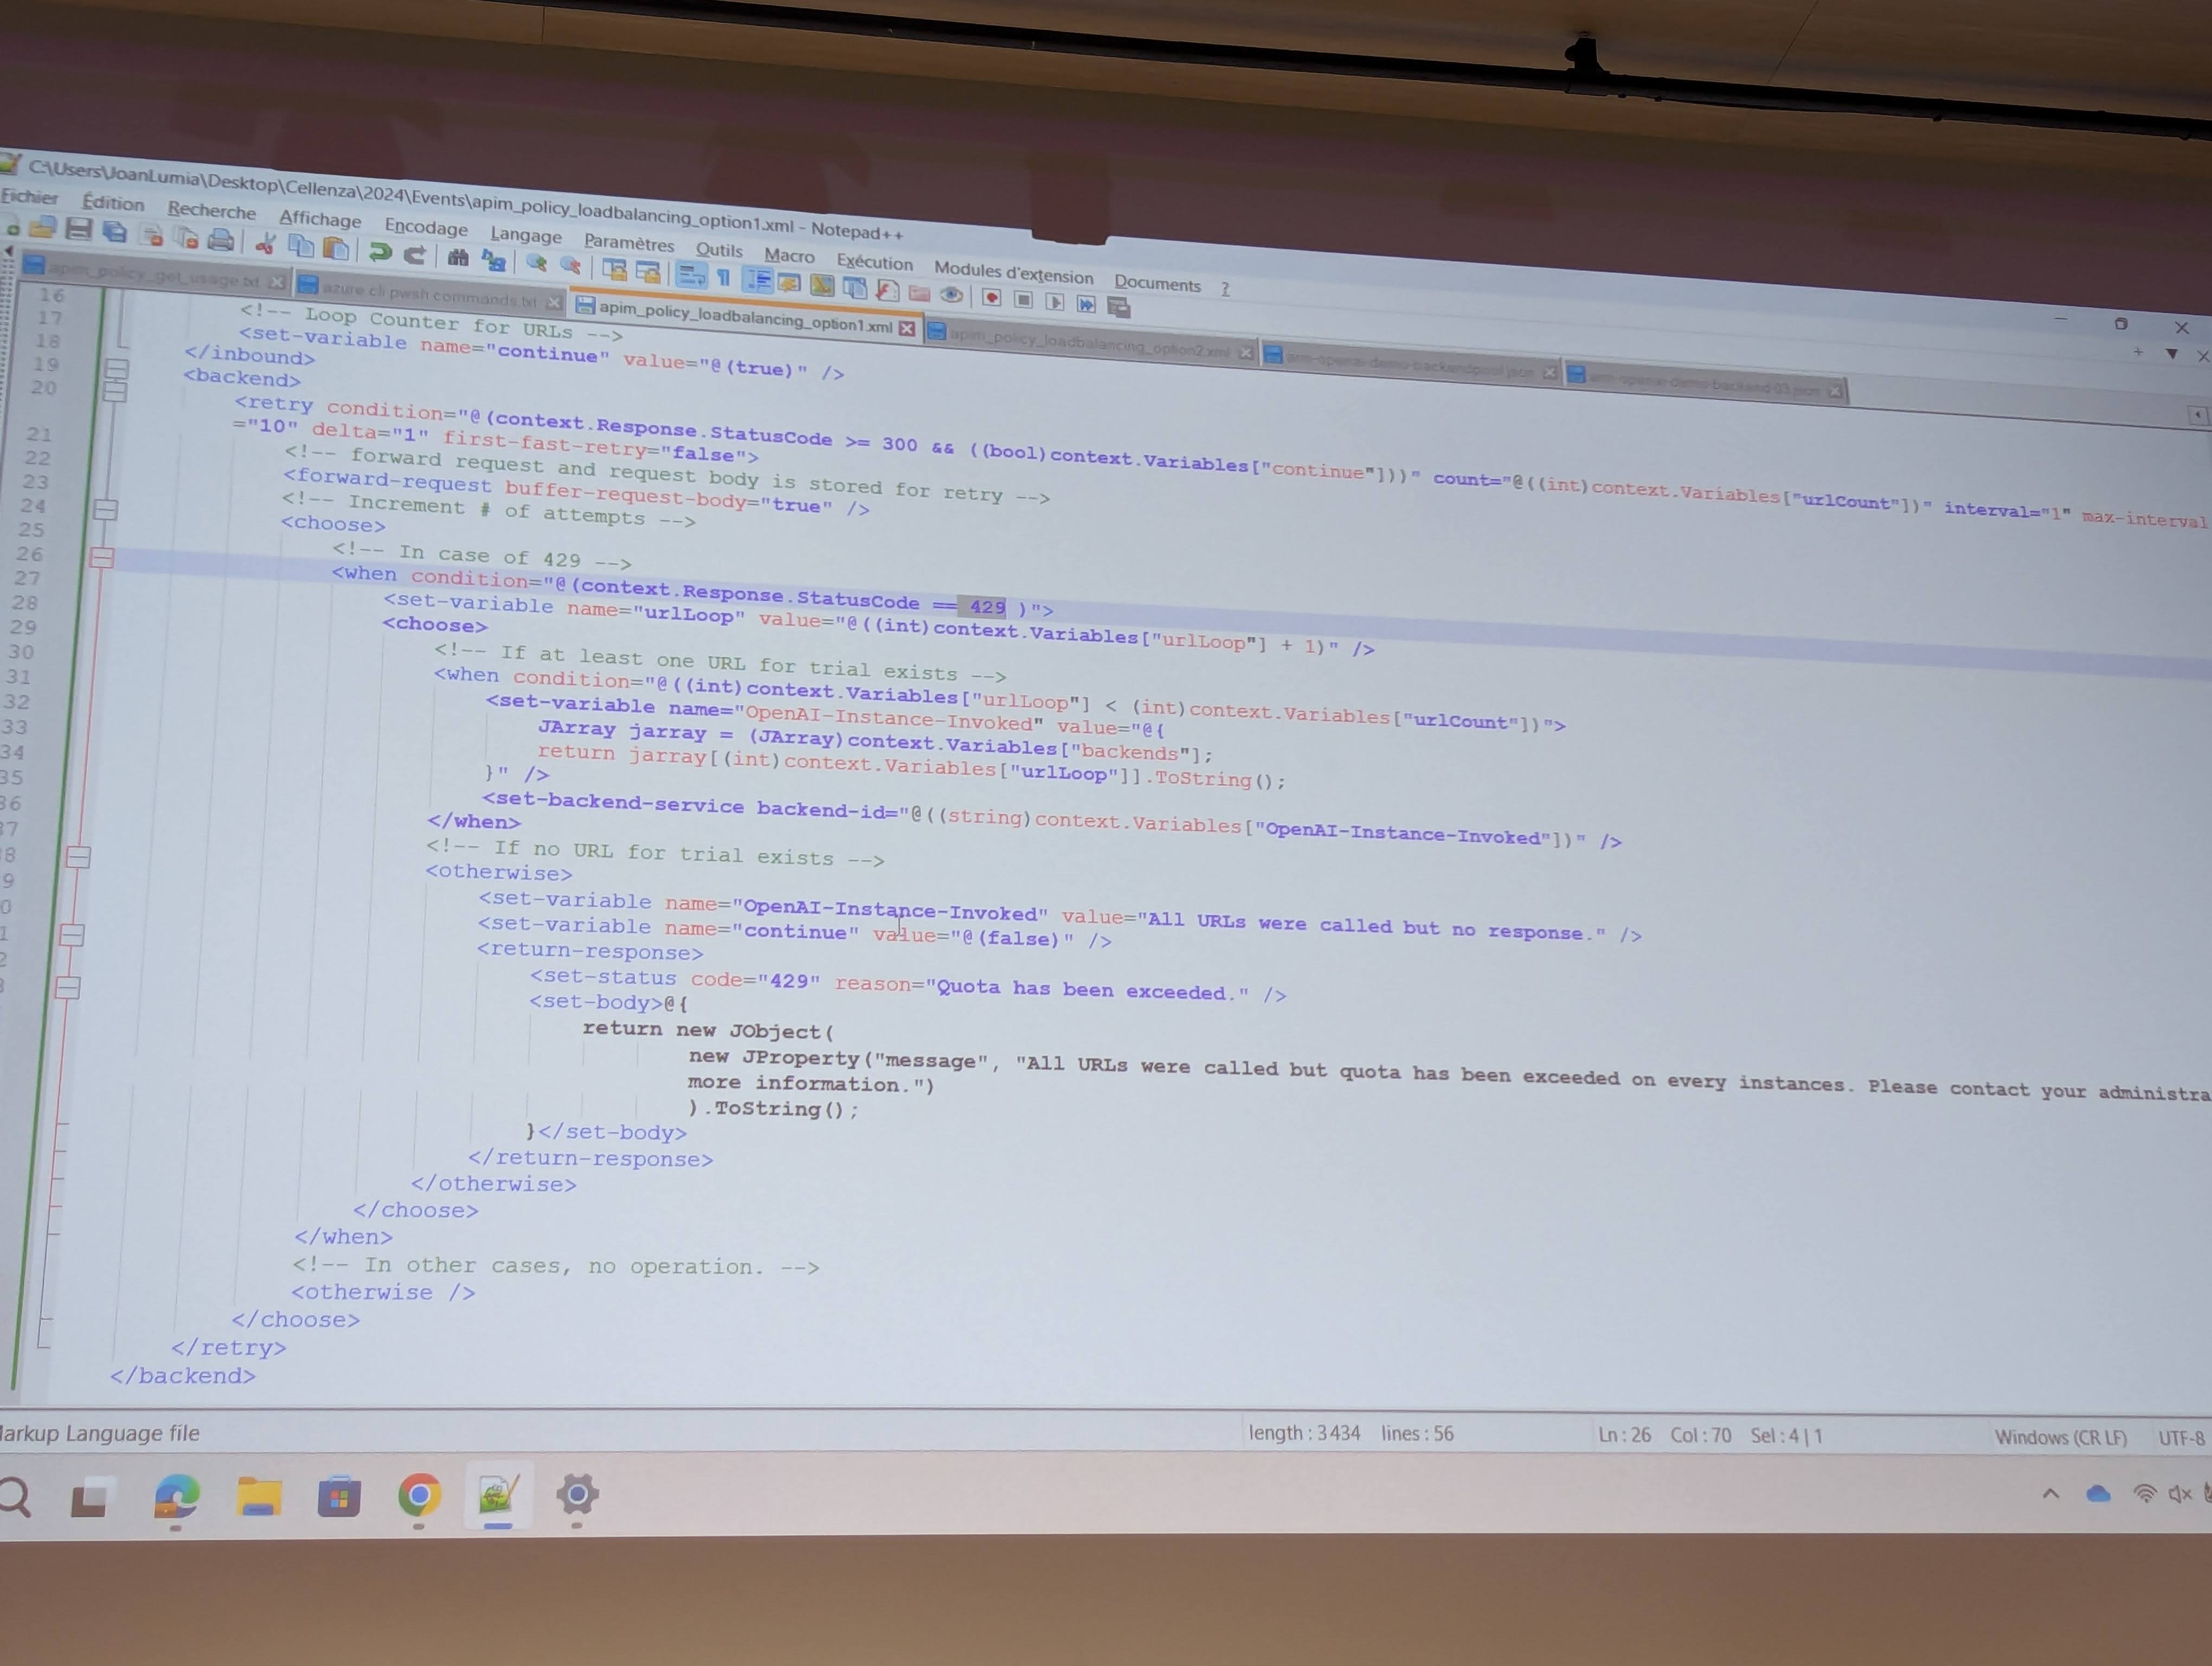 C:\Users\JoanLumia\Desktop\Cellenza\2024\Events\apim_policy_loadbalancing_option1.xml - Notepad++
Fichier Édition Recherche Affichage Encodage Langage Paramètres Outils Macro Exécution Modules d'extension Documents ?
apim_policy_get_usage.txt azure cli pwsh commands.txt apim_policy_loadbalancing_option1.xml apim_policy_loadbalancing_option2.xml arm-openai-demo-backendpool.json arm-openai-demo-backend-03.json
16 <!-- Loop Counter for URLs -->
17 <set-variable name="continue" value="@(true)" />
18 </inbound>
19 <backend>
20 <retry condition="@(context.Response.StatusCode >= 300 && ((bool)context.Variables["continue"]))" count="@((int)context.Variables["urlCount"])" interval="1" max-interval
="10" delta="1" first-fast-retry="false">
21 <!-- forward request and request body is stored for retry -->
22 <forward-request buffer-request-body="true" />
23 <!-- Increment # of attempts -->
24 <choose>
25 <!-- In case of 429 -->
26 <when condition="@(context.Response.StatusCode == 429 )">
27 <set-variable name="urlLoop" value="@((int)context.Variables["urlLoop"] + 1)" />
28 <choose>
29 <!-- If at least one URL for trial exists -->
30 <when condition="@((int)context.Variables["urlLoop"] < (int)context.Variables["urlCount"])">
31 <set-variable name="OpenAI-Instance-Invoked" value="@{
32 JArray jarray = (JArray)context.Variables["backends"];
33 return jarray[(int)context.Variables["urlLoop"]].ToString();
34 }" />
35 <set-backend-service backend-id="@((string)context.Variables["OpenAI-Instance-Invoked"])" />
36 </when>
7 <!-- If no URL for trial exists -->
8 <otherwise>
9 <set-variable name="OpenAI-Instance-Invoked" value="All URLs were called but no response." />
0 <set-variable name="continue" value="@(false)" />
1 <return-response>
2 <set-status code="429" reason="Quota has been exceeded." />
3 <set-body>@{
return new JObject(
new JProperty("message", "All URLs were called but quota has been exceeded on every instances. Please contact your administra
more information.")
).ToString();
}</set-body>
</return-response>
</otherwise>
</choose>
</when>
<!-- In other cases, no operation. -->
<otherwise />
</choose>
</retry>
</backend>
arkup Language file length : 3 434 lines : 56 Ln : 26 Col : 70 Sel : 4 | 1 Windows (CR LF) UTF-8